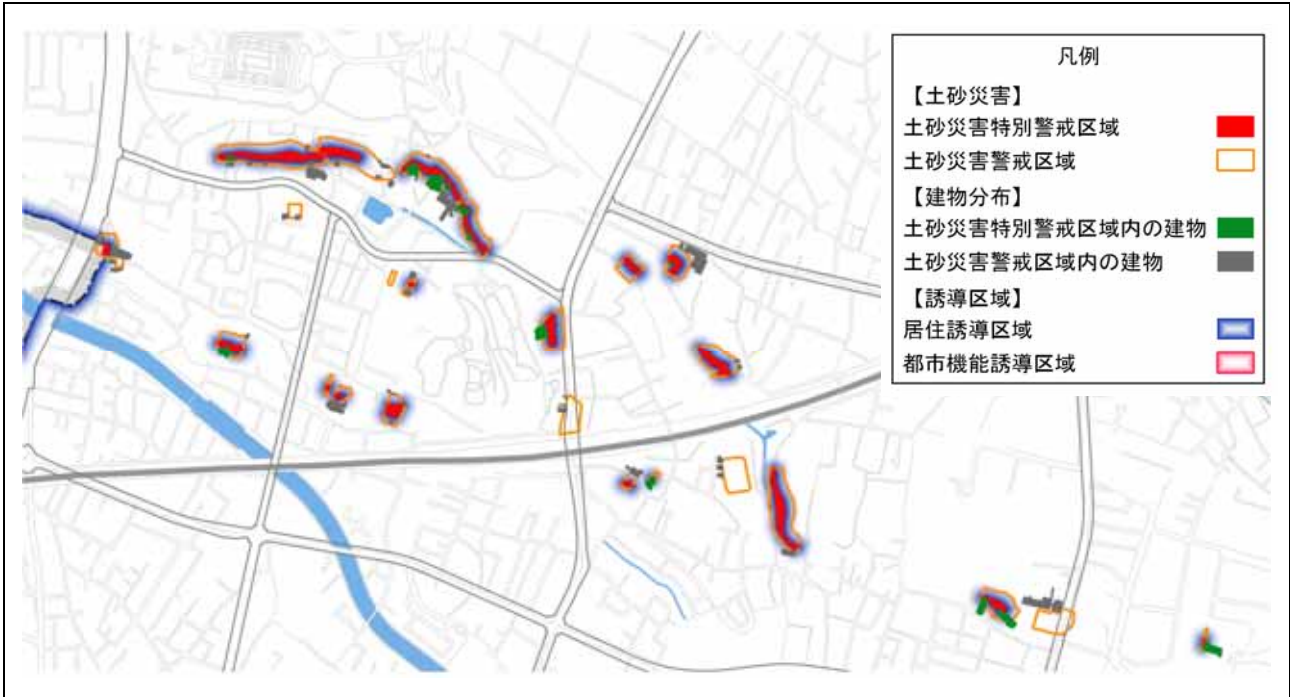 凡例
【土砂災害】
土砂災害特別警戒区域
土砂災害警戒区域
【建物分布】
土砂災害特別警戒区域内の建物
土砂災害警戒区域内の建物
【誘導区域】
居住誘導区域
都市機能誘導区域